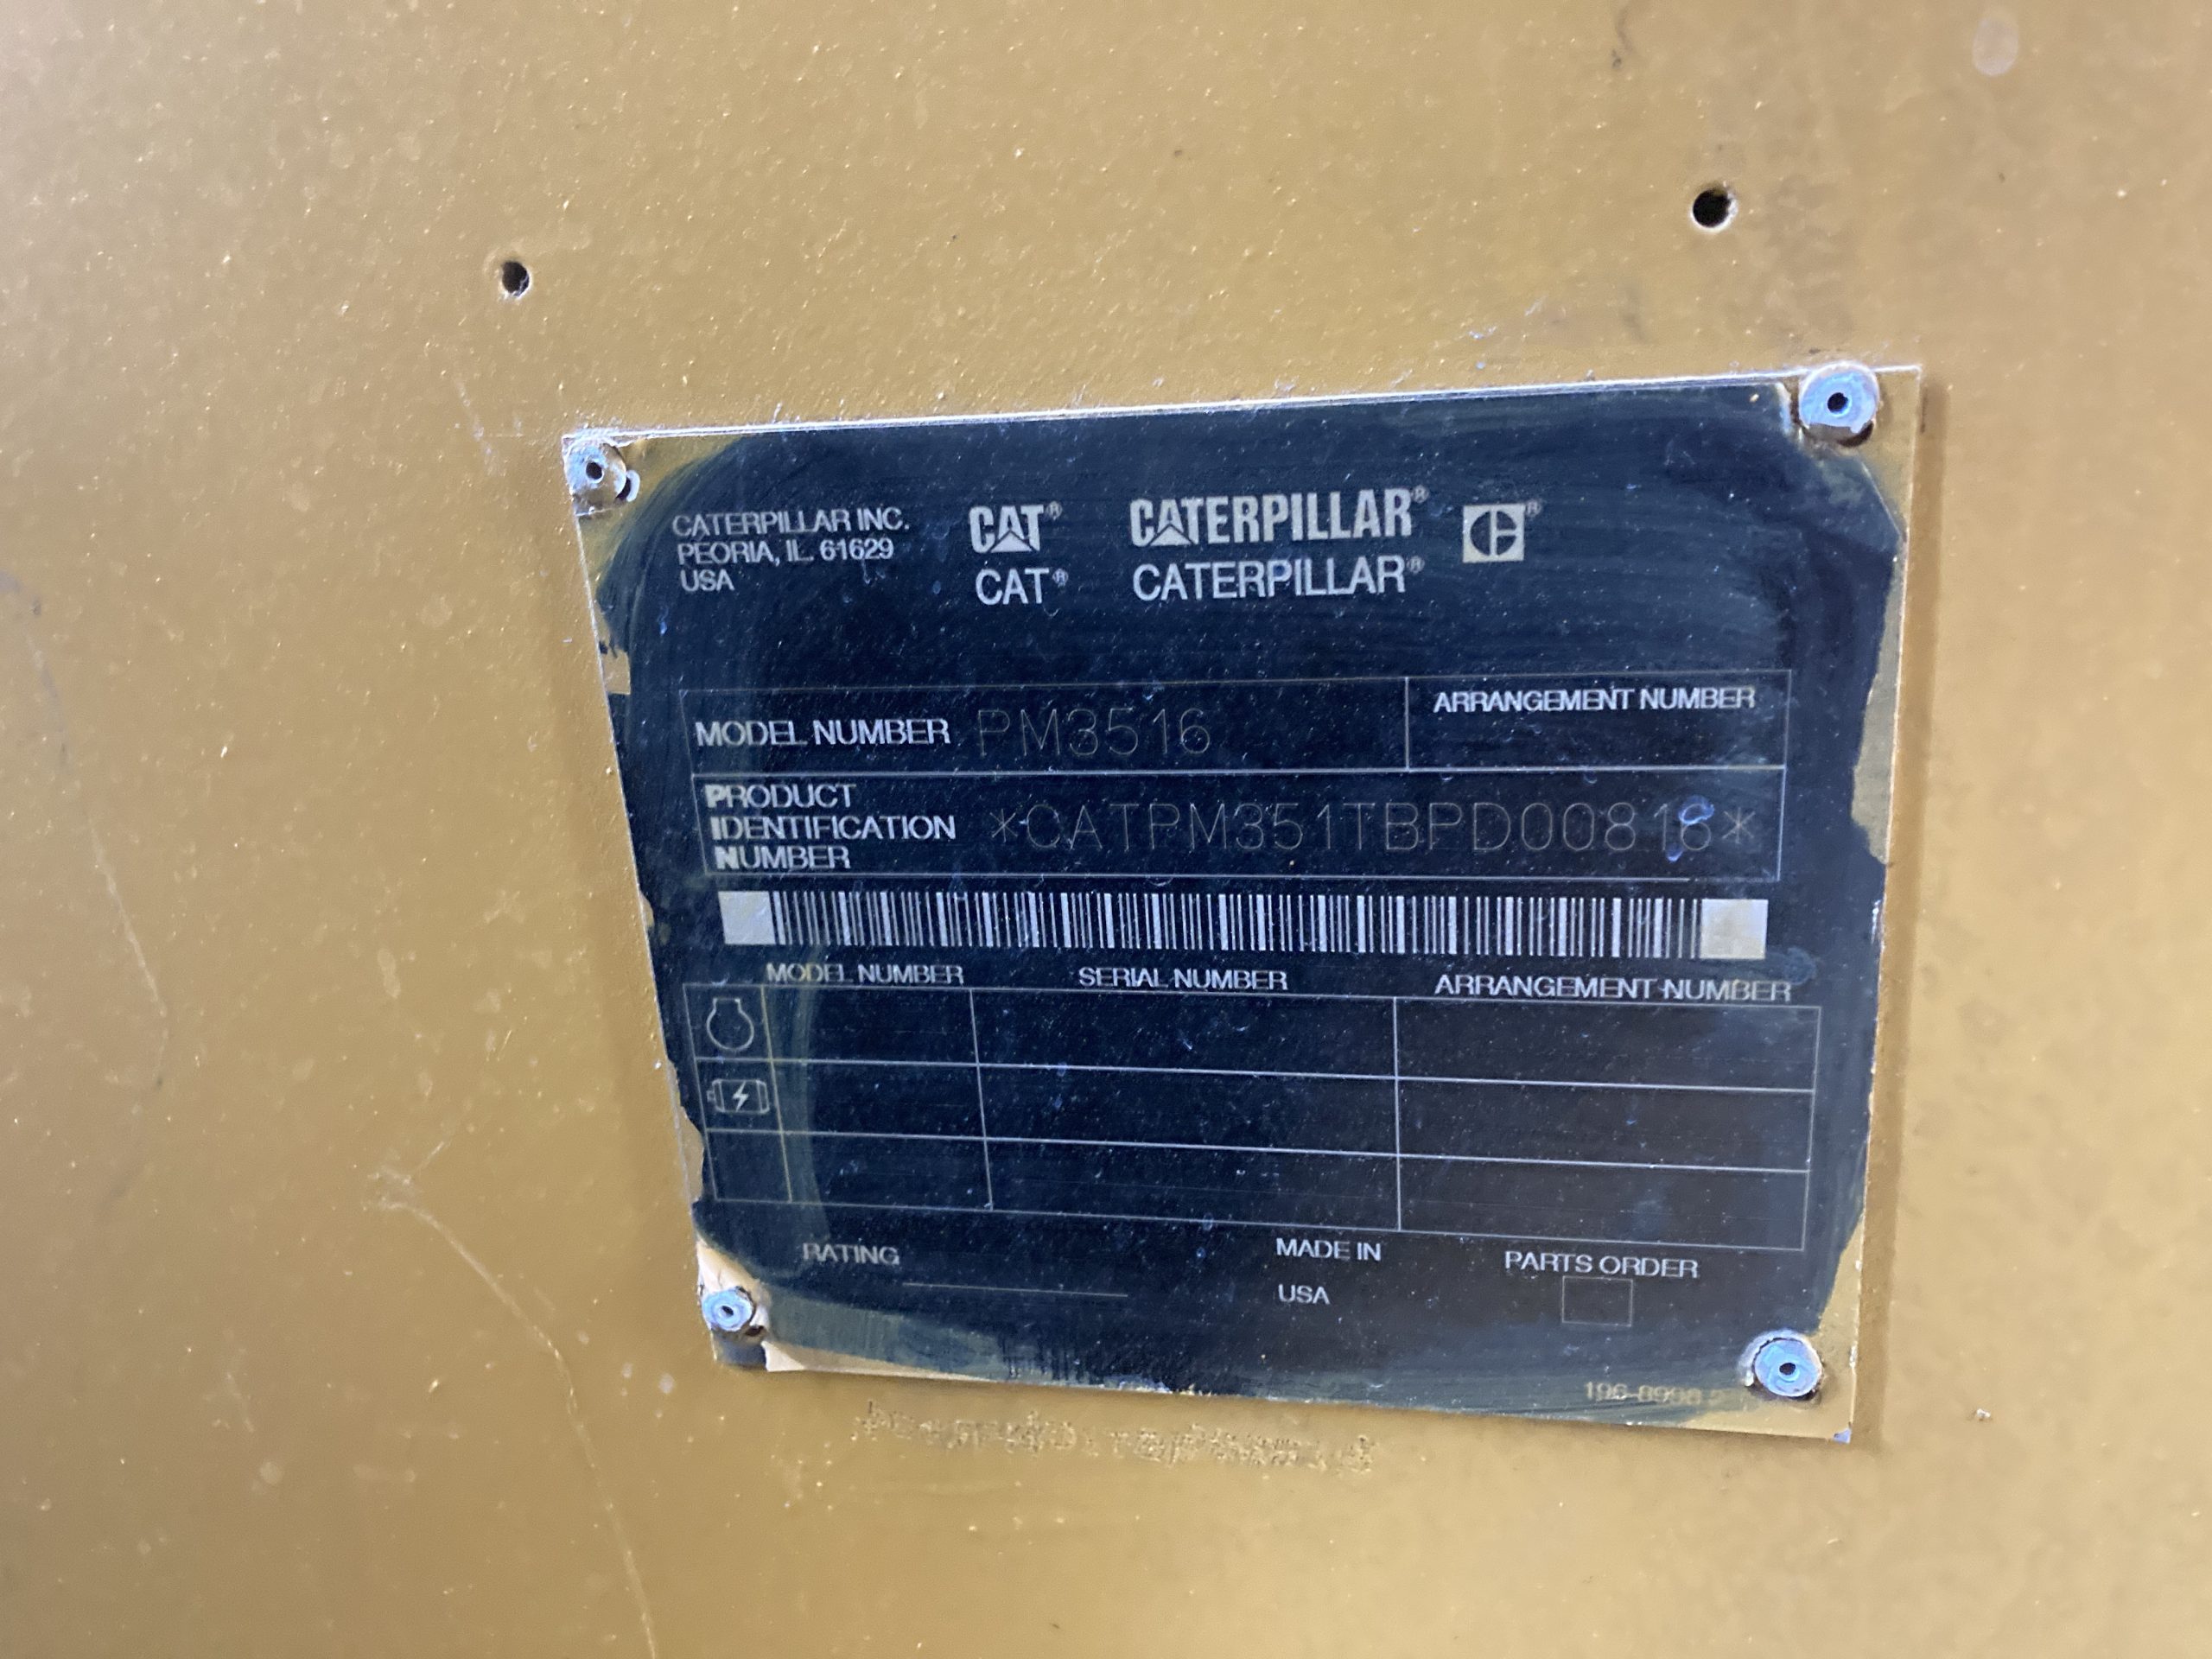 CATERPILLAR INC.
PEORIA, IL. 61629
USA
CAT® CATERPILLAR® C®
CAT® CATERPILLAR®
MODEL NUMBER PM3516
ARRANGEMENT NUMBER
PRODUCT
IDENTIFICATION
NUMBER
*CATPM351TBPD00816*
MODEL NUMBER SERIAL NUMBER ARRANGEMENT NUMBER
RATING
MADE IN
USA
PARTS ORDER